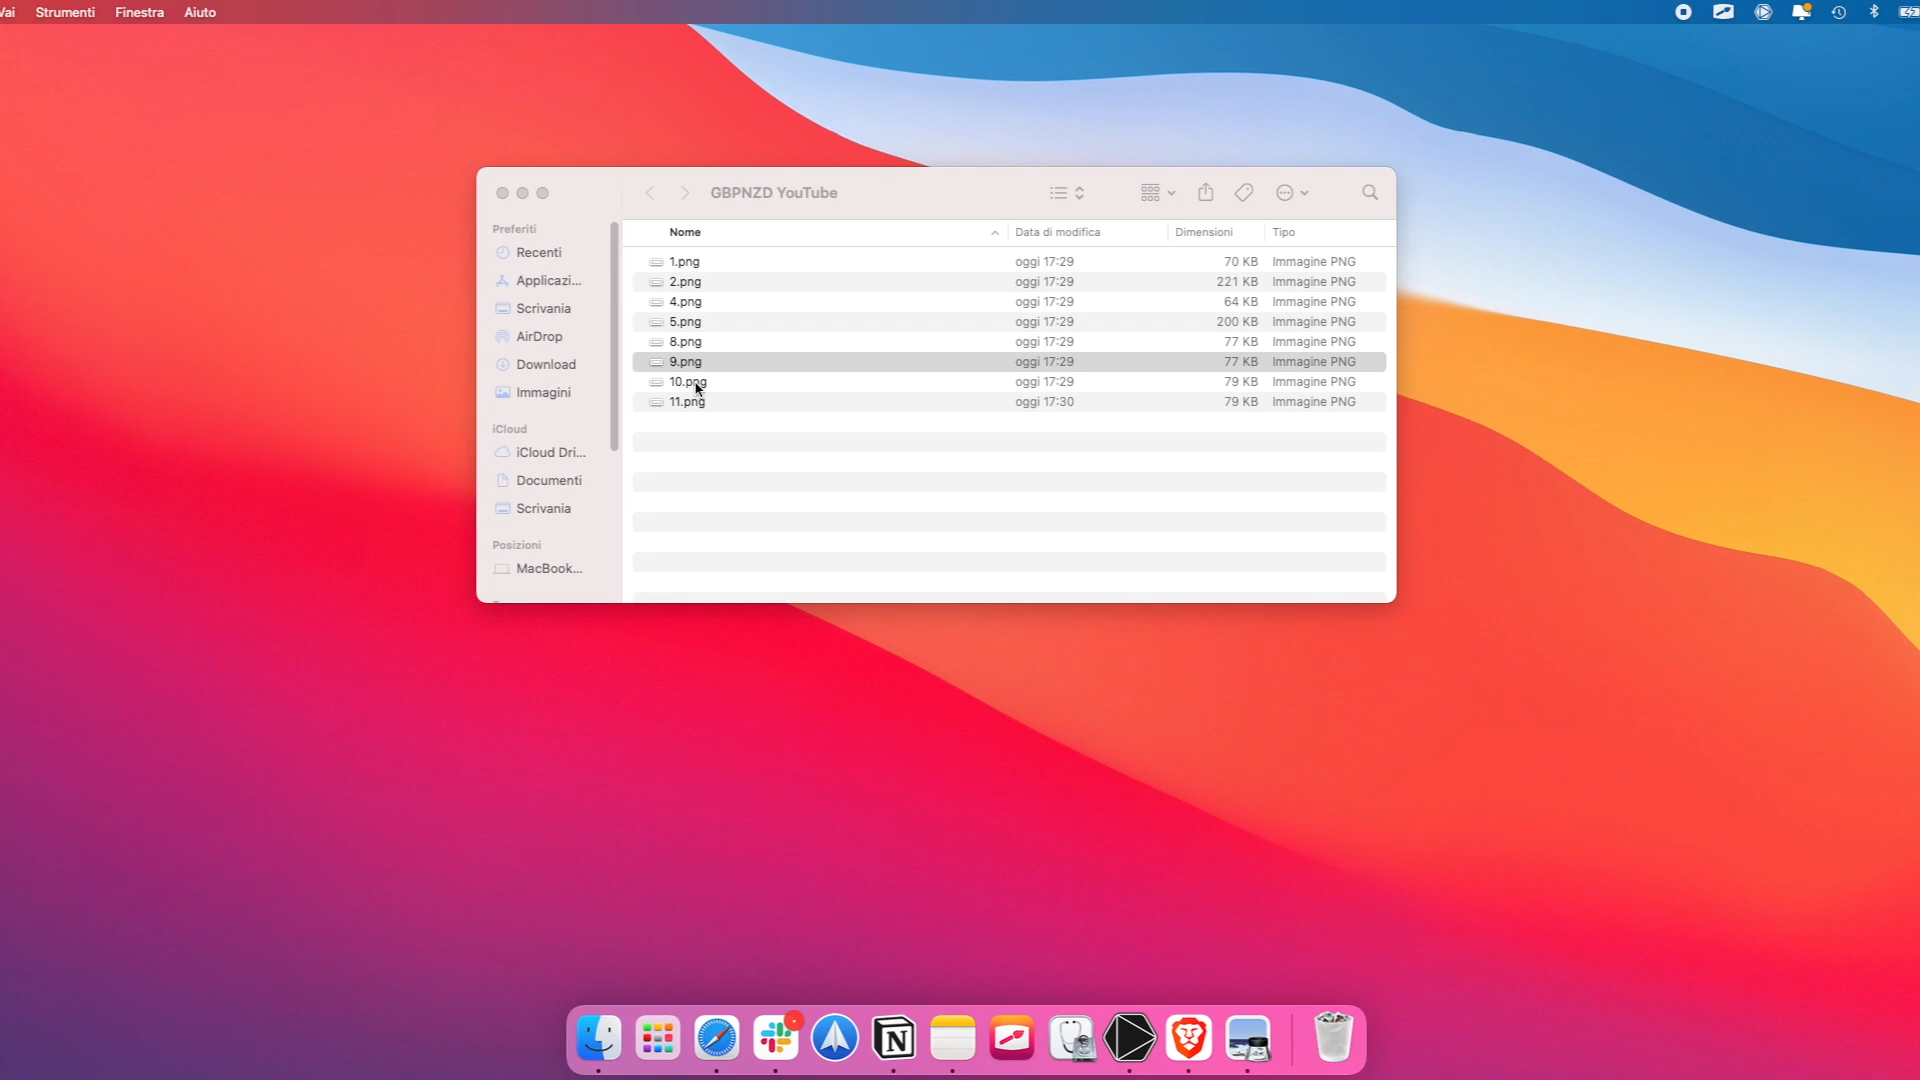 Vai Strumenti Finestra Aiuto
GBPNZD YouTube
Preferiti
Recenti
Applicazi...
Scrivania
AirDrop
Download
Immagini
iCloud
iCloud Dri...
Documenti
Scrivania
Posizioni
MacBook...
Nome Data di modifica Dimensioni Tipo
1.png oggi 17:29 70 KB Immagine PNG
2.png oggi 17:29 221 KB Immagine PNG
4.png oggi 17:29 64 KB Immagine PNG
5.png oggi 17:29 200 KB Immagine PNG
8.png oggi 17:29 77 KB Immagine PNG
9.png oggi 17:29 77 KB Immagine PNG
10.png oggi 17:29 79 KB Immagine PNG
11.png oggi 17:30 79 KB Immagine PNG